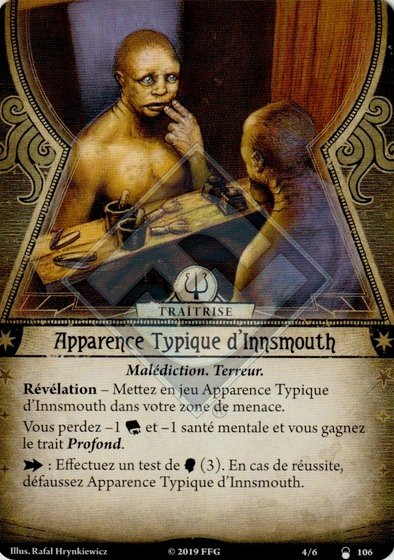 TRAÎTRISE
Apparence Typique d'Innsmouth
Malédiction. Terreur.
Révélation – Mettez en jeu Apparence Typique
d'Innsmouth dans votre zone de menace.
Vous perdez –1 et –1 santé mentale et vous gagnez
le trait Profond.
: Effectuez un test de (3). En cas de réussite,
défaussez Apparence Typique d'Innsmouth.
Illus. Rafal Hrynkiewicz © 2019 FFG 4/6 106